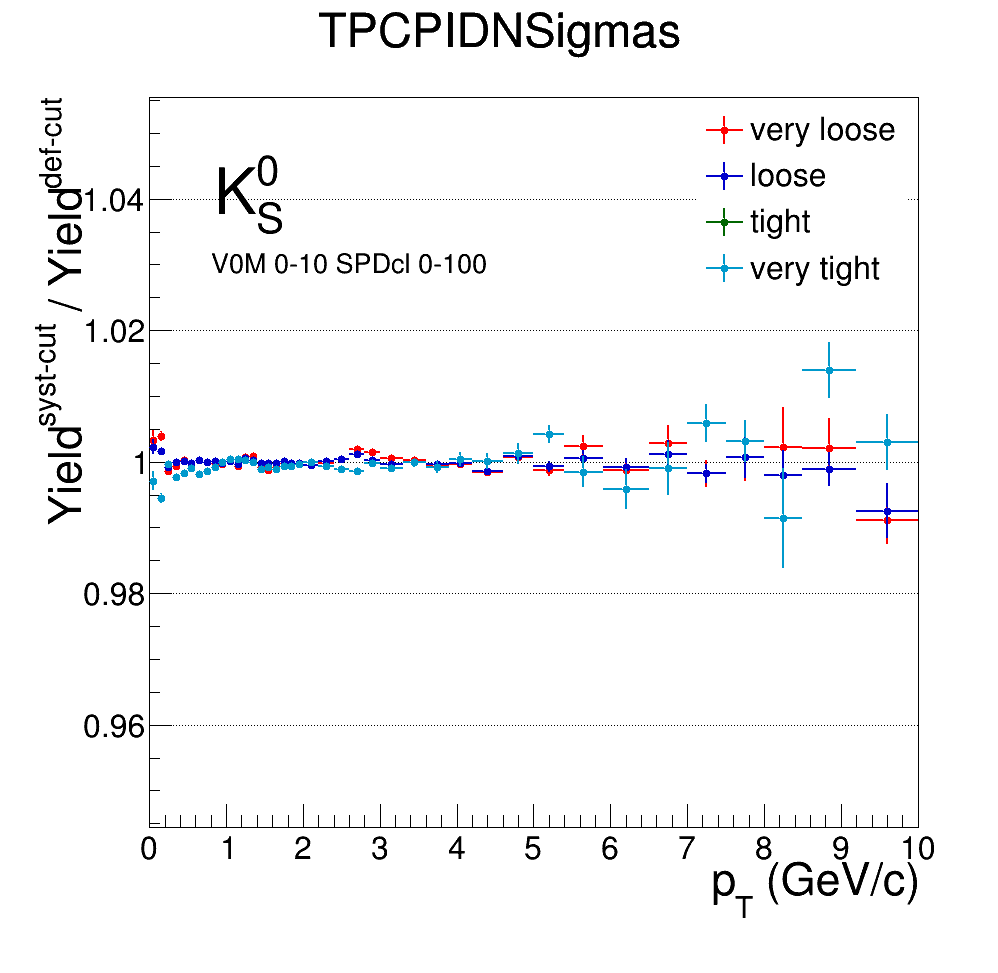 TPCPIDNSigmas
Yield^syst-cut / Yield^def-cut
K^0_S
V0M 0-10 SPDcl 0-100
very loose
loose
tight
very tight
1.04
1.02
1
0.98
0.96
0 1 2 3 4 5 6 7 8 9 10
p_T (GeV/c)